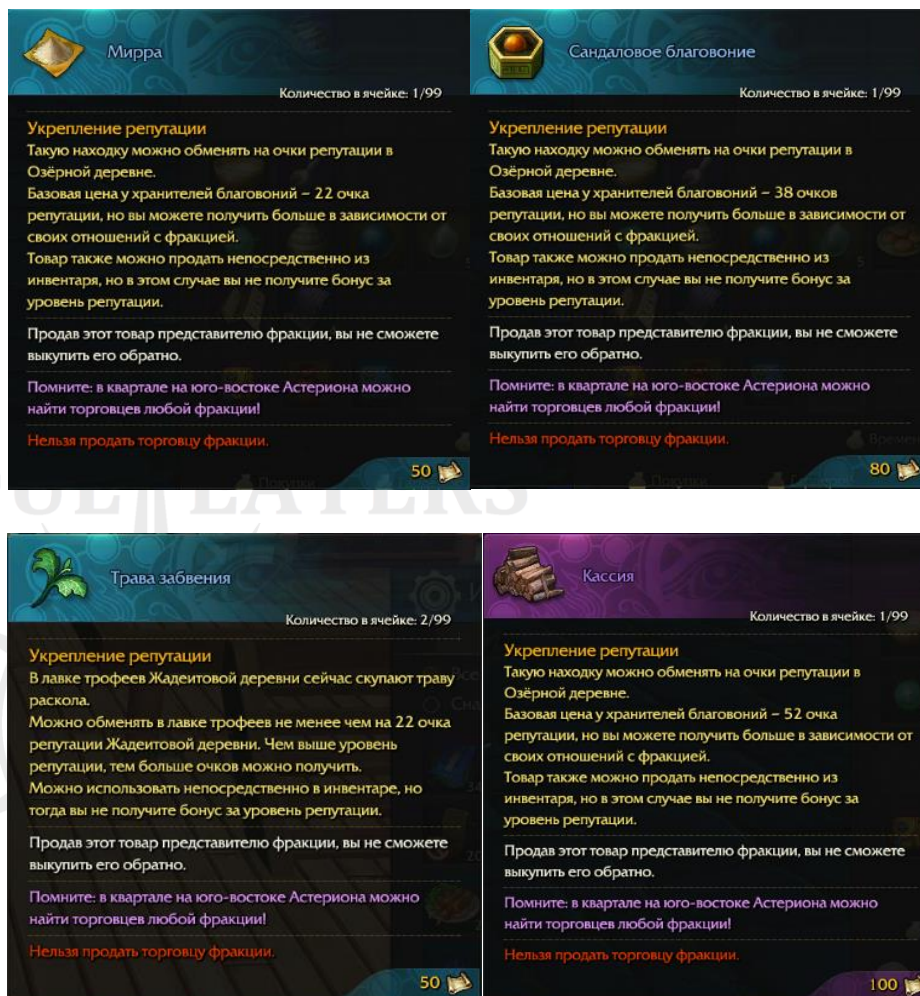 Мирра
Количество в ячейке: 1/99
Укрепление репутации
Такую находку можно обменять на очки репутации в
Озёрной деревне.
Базовая цена у хранителей благовоний – 22 очка
репутации, но вы можете получить больше в зависимости от
своих отношений с фракцией.
Товар также можно продать непосредственно из
инвентаря, но в этом случае вы не получите бонус за
уровень репутации.
Продав этот товар представителю фракции, вы не сможете
выкупить его обратно.
Помните: в квартале на юго-востоке Астериона можно
найти торговцев любой фракции!
Нельзя продать торговцу фракции.
50
Сандаловое благовоние
Количество в ячейке: 1/99
Укрепление репутации
Такую находку можно обменять на очки репутации в
Озёрной деревне.
Базовая цена у хранителей благовоний – 38 очков
репутации, но вы можете получить больше в зависимости от
своих отношений с фракцией.
Товар также можно продать непосредственно из
инвентаря, но в этом случае вы не получите бонус за
уровень репутации.
Продав этот товар представителю фракции, вы не сможете
выкупить его обратно.
Помните: в квартале на юго-востоке Астериона можно
найти торговцев любой фракции!
Нельзя продать торговцу фракции.
80
Трава забвения
Количество в ячейке: 2/99
Укрепление репутации
В лавке трофеев Жадеитовой деревни сейчас скупают траву
раскола.
Можно обменять в лавке трофеев не менее чем на 22 очка
репутации Жадеитовой деревни. Чем выше уровень
репутации, тем больше очков можно получить.
Можно использовать непосредственно в инвентаре, но
тогда вы не получите бонус за уровень репутации.
Продав этот товар представителю фракции, вы не сможете
выкупить его обратно.
Помните: в квартале на юго-востоке Астериона можно
найти торговцев любой фракции!
Нельзя продать торговцу фракции.
50
Кассия
Количество в ячейке: 1/99
Укрепление репутации
Такую находку можно обменять на очки репутации в
Озёрной деревне.
Базовая цена у хранителей благовоний – 52 очка
репутации, но вы можете получить больше в зависимости от
своих отношений с фракцией.
Товар также можно продать непосредственно из
инвентаря, но в этом случае вы не получите бонус за
уровень репутации.
Продав этот товар представителю фракции, вы не сможете
выкупить его обратно.
Помните: в квартале на юго-востоке Астериона можно
найти торговцев любой фракции!
Нельзя продать торговцу фракции.
100